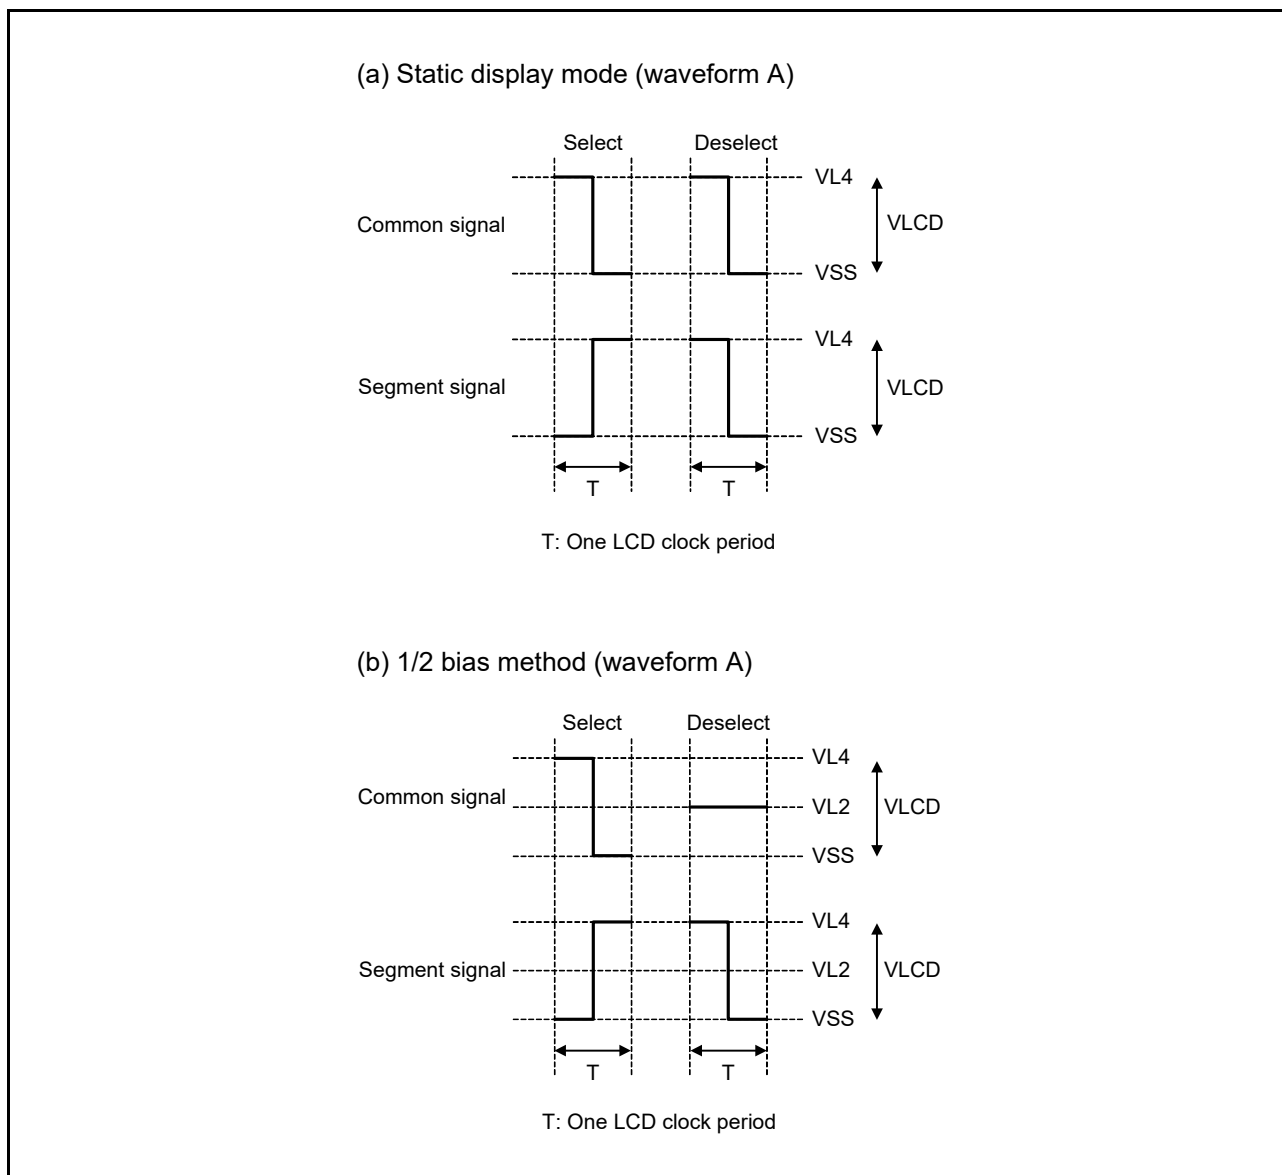 (a) Static display mode (waveform A)
Select Deselect
VL4
Common signal VLCD
VSS
VL4
Segment signal VLCD
VSS
T T
T: One LCD clock period
(b) 1/2 bias method (waveform A)
Select Deselect
VL4
Common signal VL2 VLCD
VSS
VL4
Segment signal VL2 VLCD
VSS
T T
T: One LCD clock period